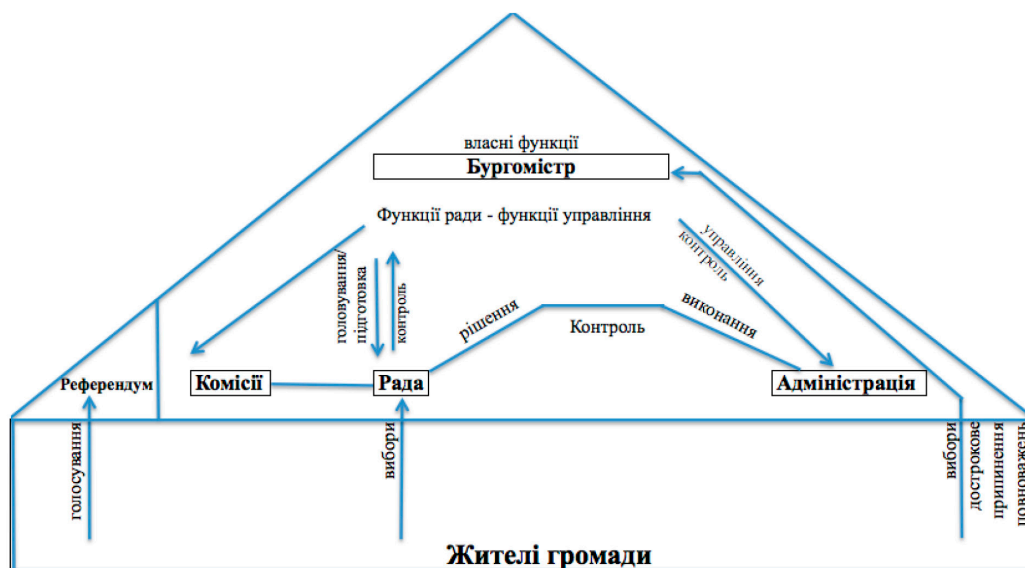 власні функції
Бургомістр
Функції ради - функції управління
головування/
підготовка
контроль
управління
контроль
рішення
Контроль
виконання
Референдум
Комісії
Рада
Адміністрація
голосування
вибори
вибори
дострокове
припинення
повноважень
Жителі громади